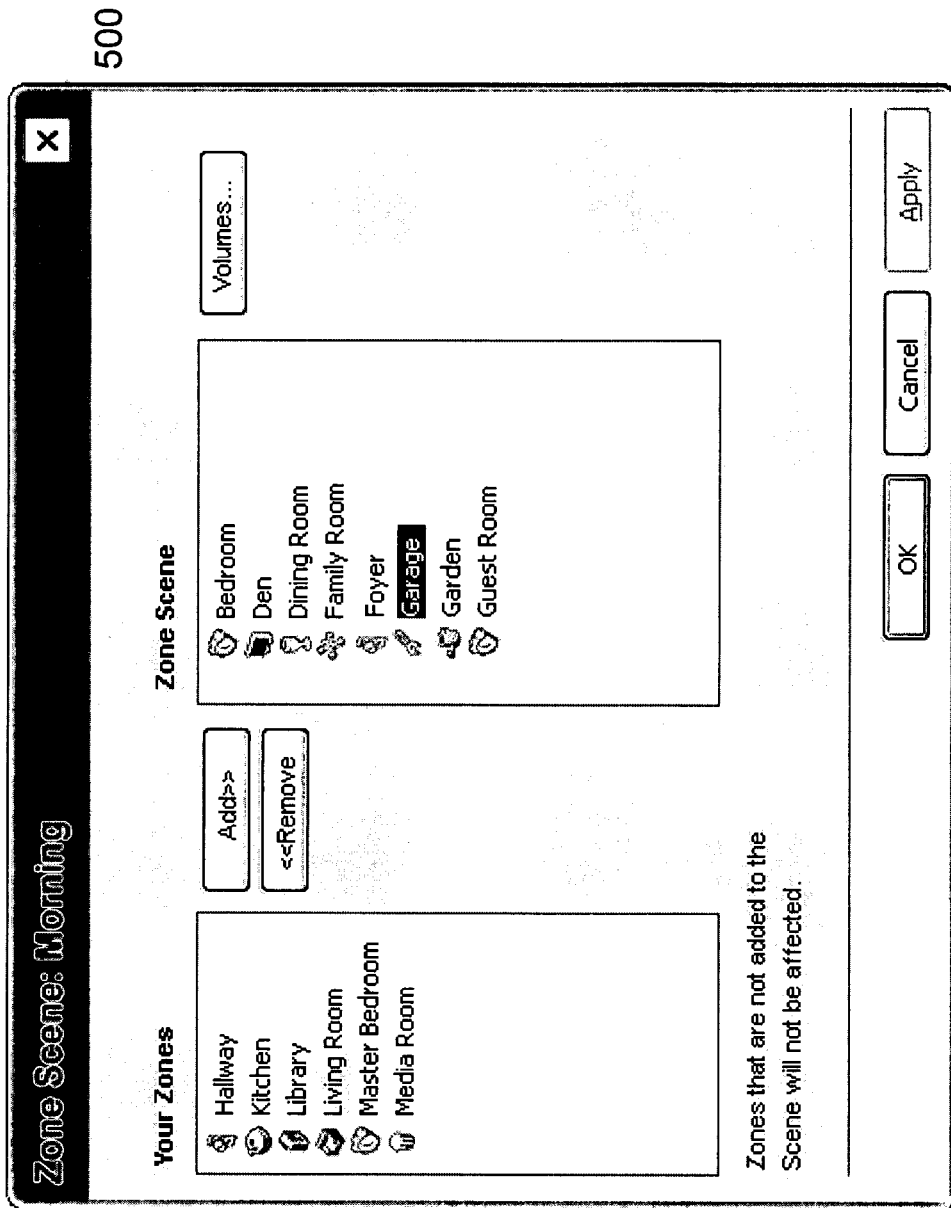 500
Zone Scene: Morning
X
Your Zones
Hallway
Kitchen
Library
Living Room
Master Bedroom
Media Room
Add>>
<<Remove
Zone Scene
Bedroom
Den
Dining Room
Family Room
Foyer
Garage
Garden
Guest Room
Volumes...
Zones that are not added to the
Scene will not be affected.
OK
Cancel
Apply